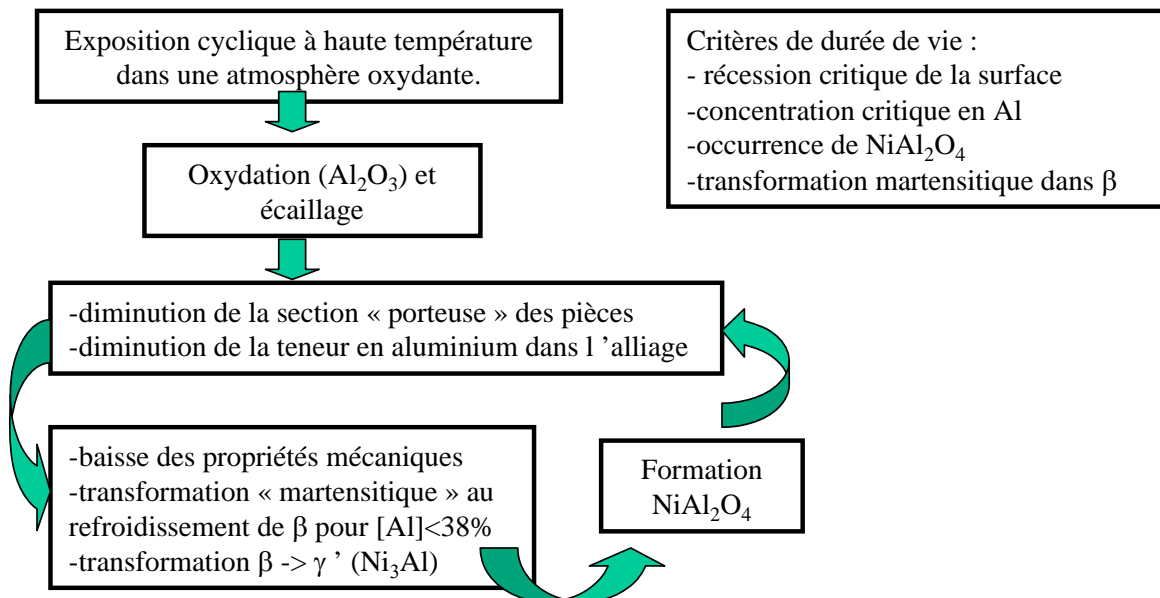 Exposition cyclique à haute température
dans une atmosphère oxydante.
Critères de durée de vie :
- récession critique de la surface
-concentration critique en Al
-occurrence de NiAl₂O₄
-transformation martensitique dans β
Oxydation (Al₂O₃) et
écaillage
-diminution de la section « porteuse » des pièces
-diminution de la teneur en aluminium dans l ’alliage
-baisse des propriétés mécaniques
-transformation « martensitique » au
refroidissement de β pour [Al]<38%
-transformation β -> γ ’ (Ni₃Al)
Formation
NiAl₂O₄